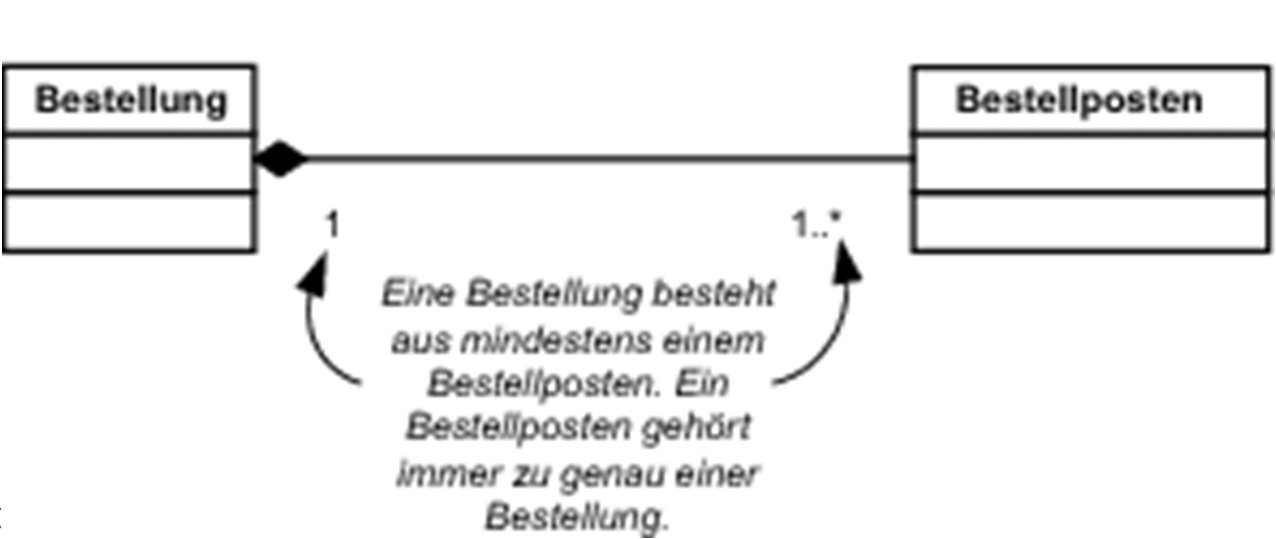 Bestellung
Bestellposten
1
1..*
Eine Bestellung besteht
aus mindestens einem
Bestellposten. Ein
Bestellposten gehört
immer zu genau einer
Bestellung.